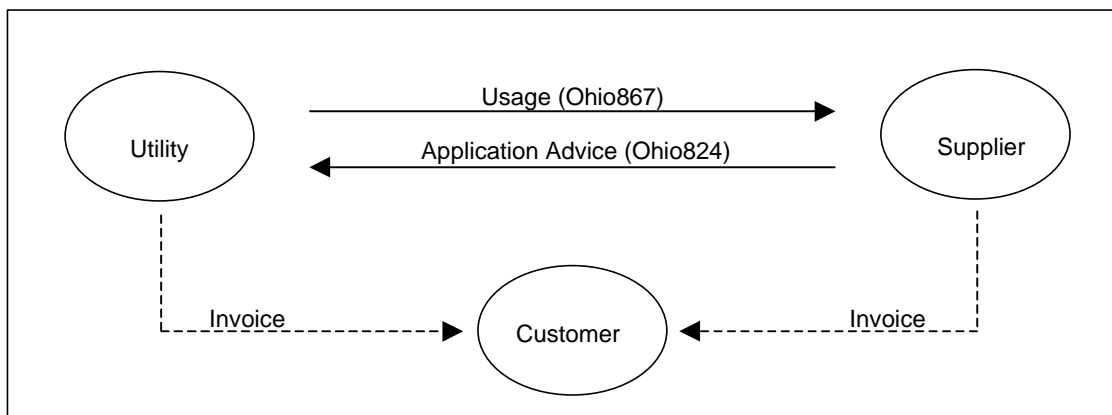 Usage (Ohio867)
Utility
Supplier
Application Advice (Ohio824)
Invoice
Invoice
Customer